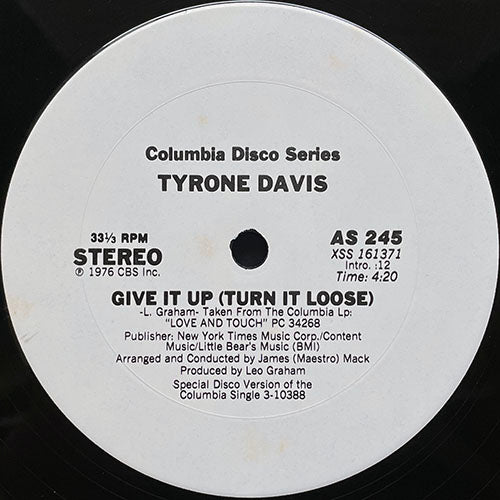 Columbia Disco Series
TYRONE DAVIS
33⅓ RPM
STEREO
℗ 1976 CBS Inc.
AS 245
XSS 161371
Intro. :12
Time: 4:20
GIVE IT UP (TURN IT LOOSE)
-L. Graham- Taken From The Columbia Lp:
"LOVE AND TOUCH" PC 34268
Publisher: New York Times Music Corp./Content
Music/Little Bear's Music (BMI)
Arranged and Conducted by James (Maestro) Mack
Produced by Leo Graham
Special Disco Version of the
Columbia Single 3-10388